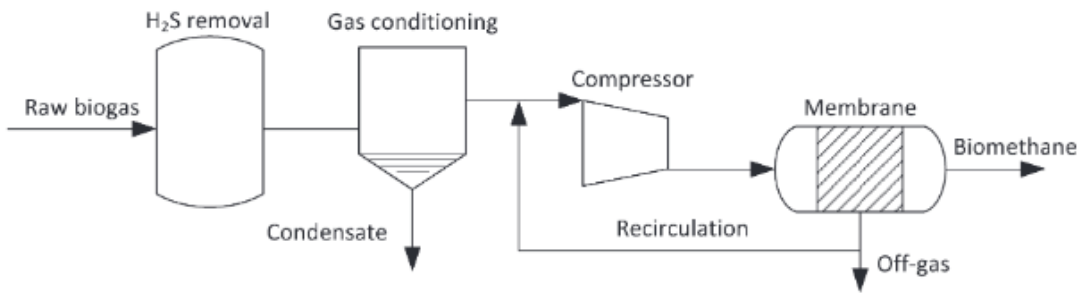 H₂S removal
Gas conditioning
Compressor
Raw biogas
Membrane
Biomethane
Condensate
Recirculation
Off-gas